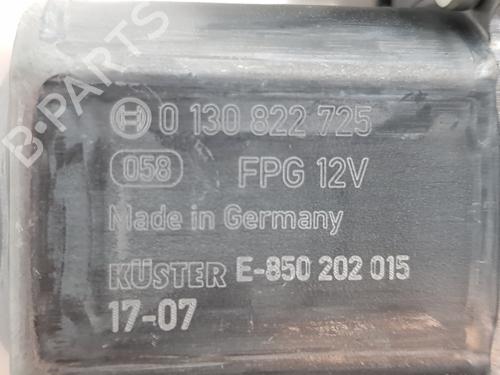 B-PARTS
0 130 822 725
058 FPG 12V
Made in Germany
KÜSTER E-850 202 015
17-07